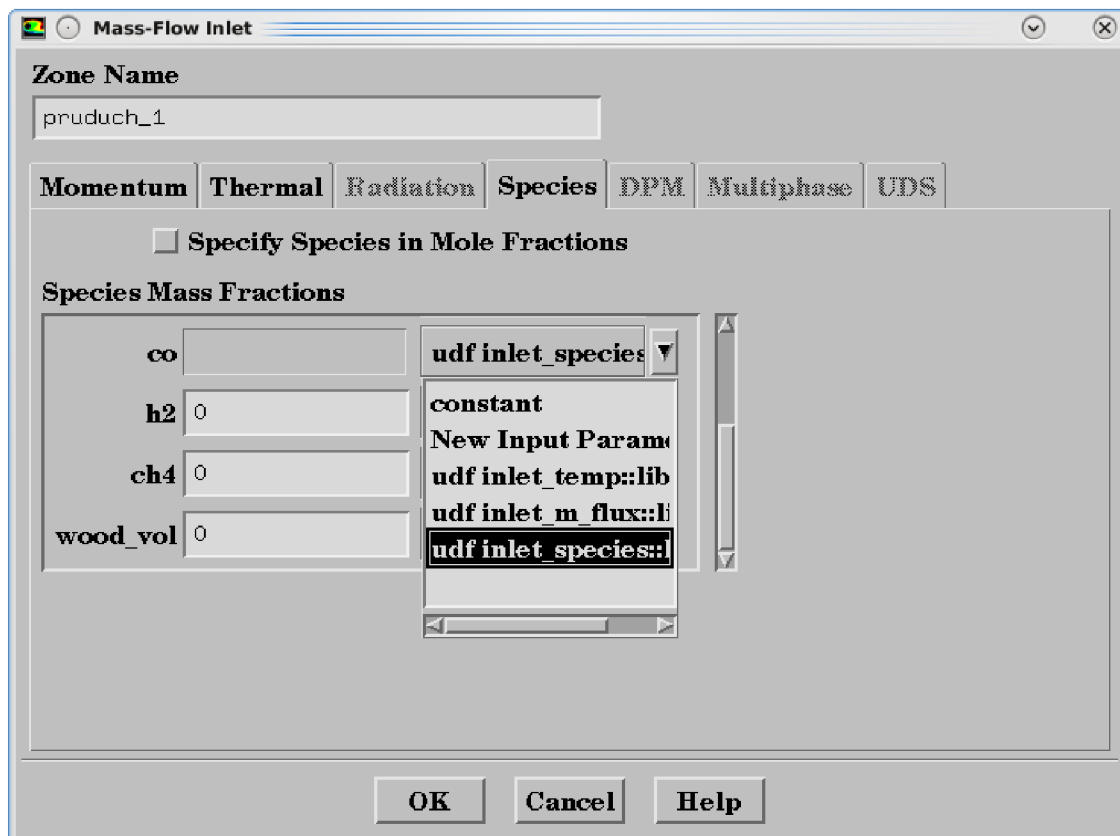 Mass-Flow Inlet
Zone Name
pruduch_1
Momentum Thermal Radiation Species DPM Multiphase UDS
Specify Species in Mole Fractions
Species Mass Fractions
co udf inlet_species
h2 0
constant
New Input Parame
ch4 0
udf inlet_temp::lib
udf inlet_m_flux::li
wood_vol 0
udf inlet_species::l
OK Cancel Help